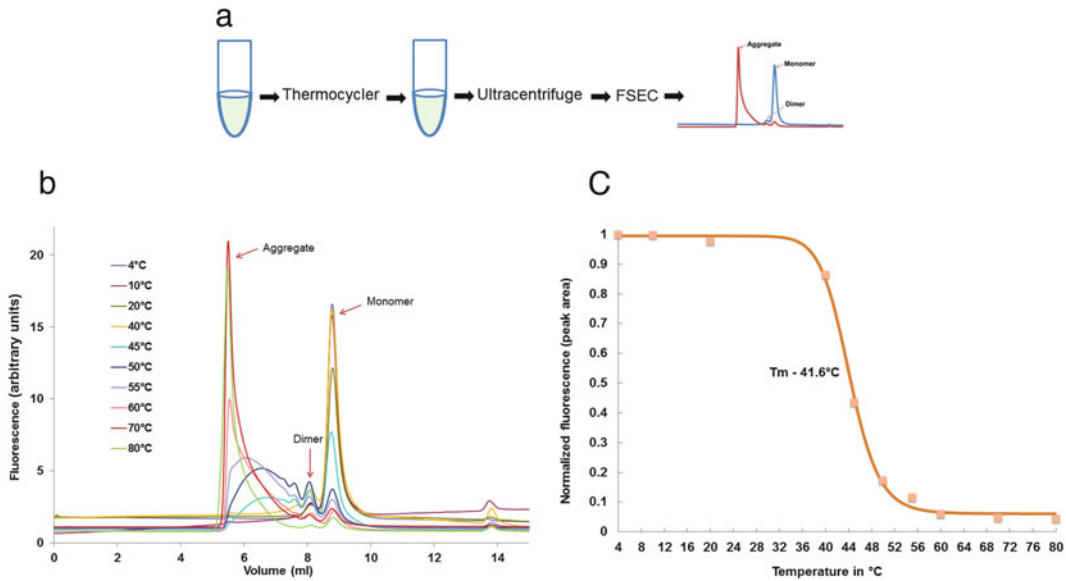 a
Thermocycler
Ultracentrifuge
FSEC
Aggregate
Monomer
Dimer
b
Fluorescence (arbitrary units)
20
15
10
5
0
4°C
10°C
20°C
40°C
45°C
50°C
55°C
60°C
70°C
80°C
Aggregate
Monomer
Dimer
0 2 4 6 8 10 12 14
Volume (ml)
C
Normalized fluorescence (peak area)
1
0.9
0.8
0.7
0.6
0.5
0.4
0.3
0.2
0.1
0
Tm - 41.6°C
4 8 12 16 20 24 28 32 36 40 44 48 52 56 60 64 68 72 76 80
Temperature in °C